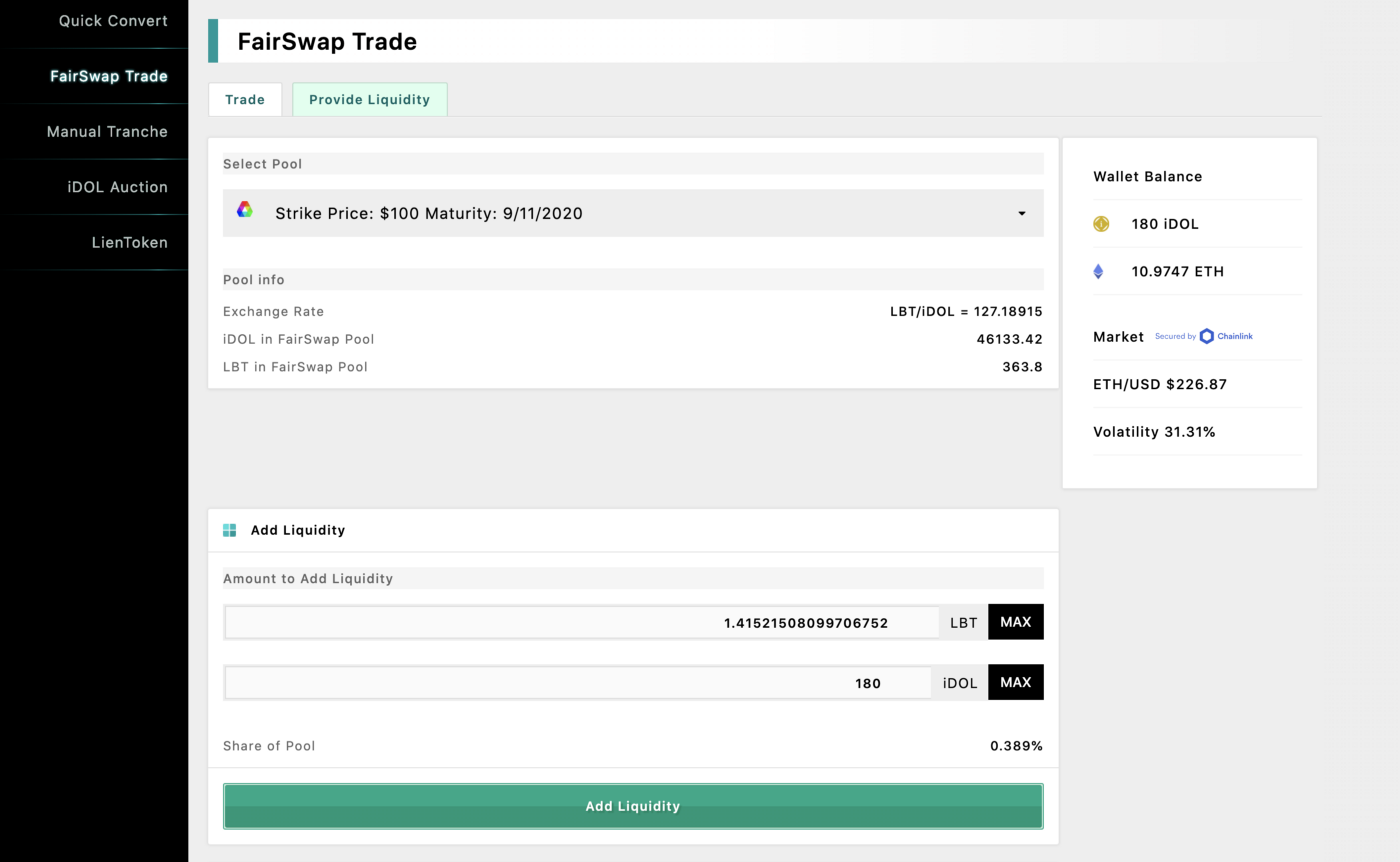 Quick Convert
FairSwap Trade
Manual Tranche
iDOL Auction
LienToken
FairSwap Trade
Trade
Provide Liquidity
Select Pool
Strike Price: $100 Maturity: 9/11/2020
Pool info
Exchange Rate
LBT/iDOL = 127.18915
iDOL in FairSwap Pool
46133.42
LBT in FairSwap Pool
363.8
Wallet Balance
180 iDOL
10.9747 ETH
Market Secured by Chainlink
ETH/USD $226.87
Volatility 31.31%
Add Liquidity
Amount to Add Liquidity
1.41521508099706752 LBT MAX
180 iDOL MAX
Share of Pool
0.389%
Add Liquidity